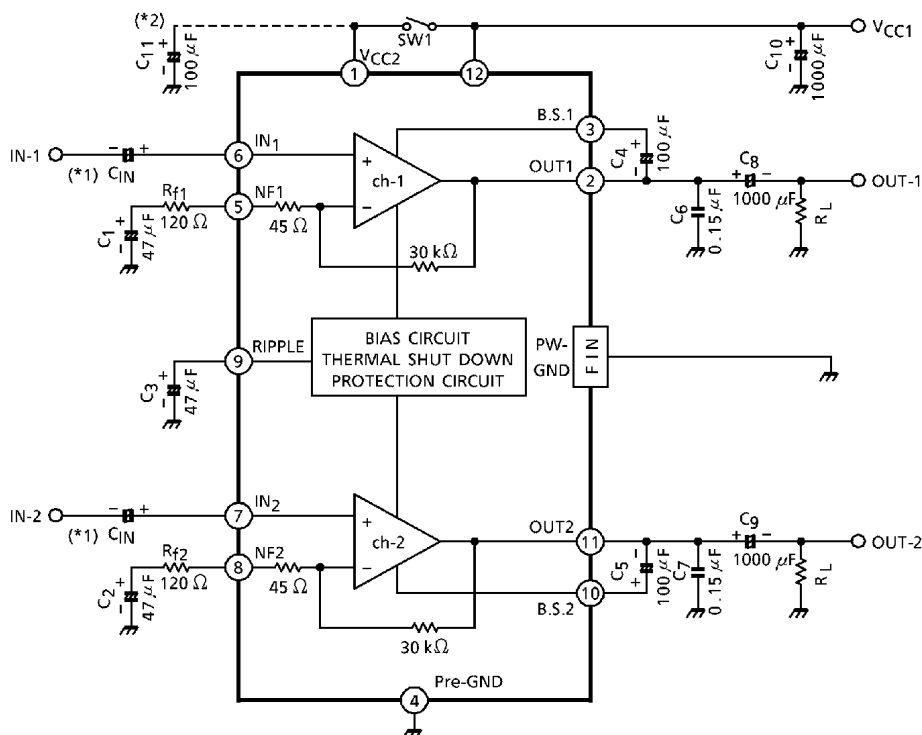 (*2)
C11 100 μF
SW1
VCC1
VCC2
C10 1000 μF
1
12
B.S.1
3
IN-1
(*1)
CIN
6
IN1
ch-1
OUT1
2
C4 100 μF
C8
1000 μF
OUT-1
Rf1
120 Ω
5
NF1
45 Ω
30 kΩ
C1 47 μF
C6 0.15 μF
RL
9
RIPPLE
BIAS CIRCUIT
THERMAL SHUT DOWN
PROTECTION CIRCUIT
PW-
GND
FIN
C3 47 μF
IN-2
(*1)
CIN
7
IN2
ch-2
OUT2
11
C9
1000 μF
OUT-2
Rf2
120 Ω
8
NF2
45 Ω
30 kΩ
C2 47 μF
C5 100 μF
C7 0.15 μF
RL
10
B.S.2
Pre-GND
4